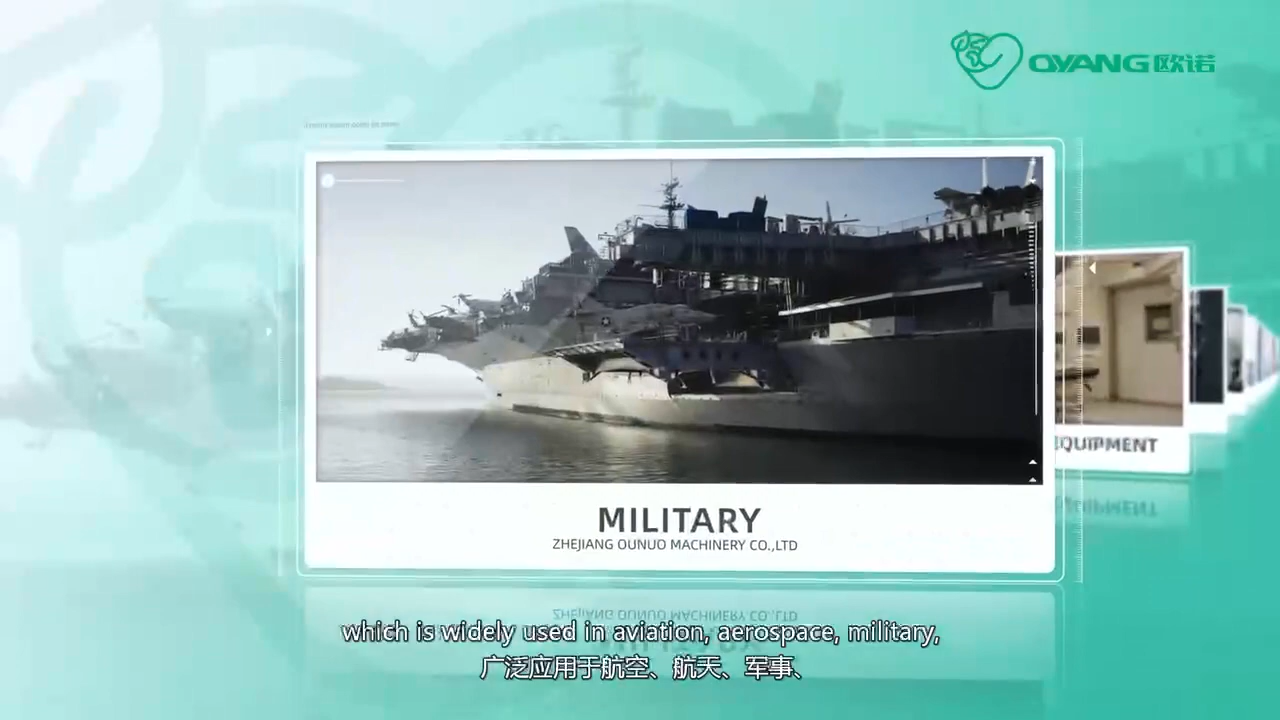 OYANG欧诺
MILITARY
ZHEJIANG OUNUO MACHINERY CO.,LTD
EQUIPMENT
which is widely used in aviation, aerospace, military,
广泛应用于航空、航天、军事、